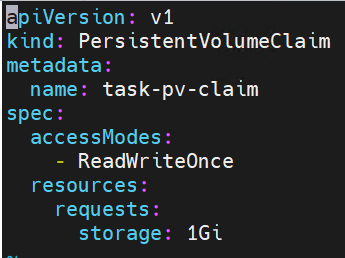 apiVersion: v1
kind: PersistentVolumeClaim
metadata:
  name: task-pv-claim
spec:
  accessModes:
    - ReadWriteOnce
  resources:
    requests:
      storage: 1Gi